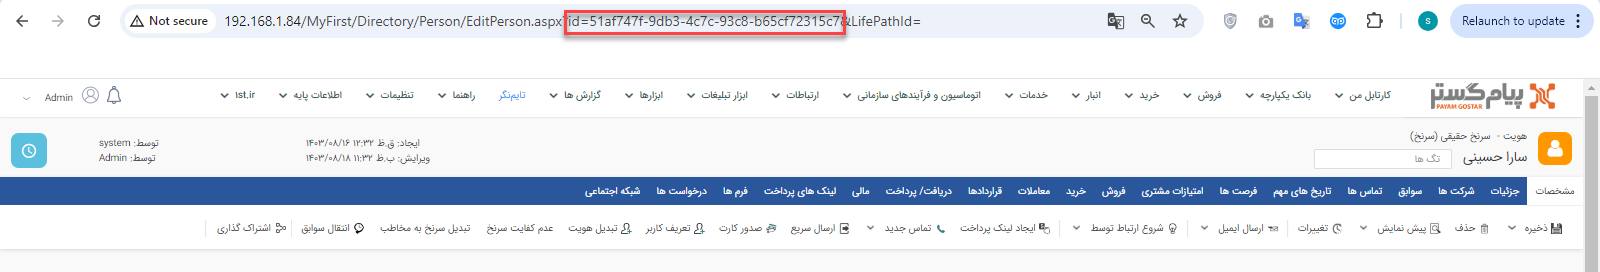 Not secure 192.168.1.84/MyFirst/Directory/Person/EditPerson.aspx?id=51af747f-9db3-4c7c-93c8-b65cf72315c7&LifePathId= S Relaunch to update
پیام گستر PAYAM GOSTAR کارتابل من بانک یکپارچه فروش خرید انبار خدمات اتوماسیون و فرآیندهای سازمانی ارتباطات ابزار تبلیغات ابزارها گزارش ها تایم‌نگر راهنما تنظیمات اطلاعات پایه 1st.ir Admin
هویت - سرنخ حقیقی (سرنخ)
ایجاد: ق.ظ ۱۲:۳۲ ۱۴۰۳/۰۸/۱۶ توسط: system
سارا حسینی تگ ها
ویرایش: ب.ظ ۱۱:۳۲ ۱۴۰۳/۰۸/۱۸ توسط: Admin
مشخصات جزئیات شرکت ها سوابق تماس ها تاریخ های مهم فرصت ها امتیازات مشتری فروش خرید معاملات قراردادها دریافت/ پرداخت مالی لینک های پرداخت فرم ها درخواست ها شبکه اجتماعی
ذخیره حذف پیش نمایش تغییرات ارسال ایمیل شروع ارتباط توسط ایجاد لینک پرداخت تماس جدید ارسال سریع صدور کارت تعریف کاربر تبدیل هویت عدم کفایت سرنخ تبدیل سرنخ به مخاطب انتقال سوابق اشتراک گذاری